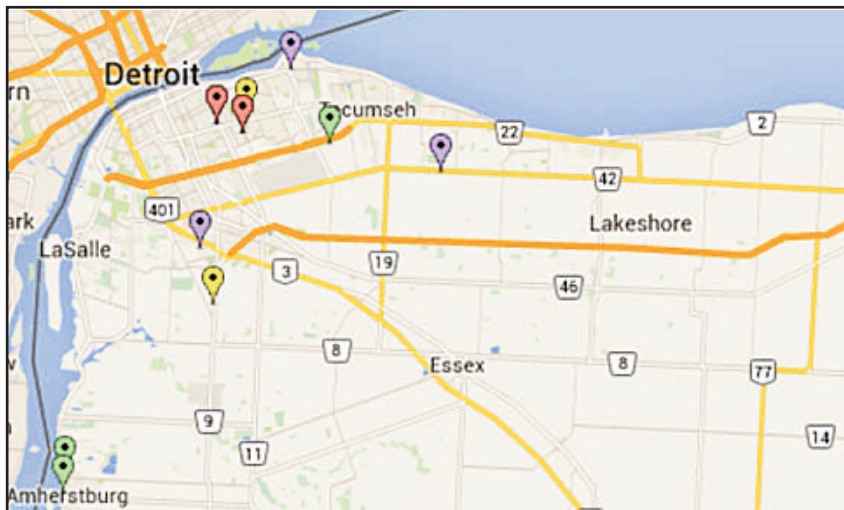 Detroit
rn
Tecumseh
2
22
42
401
ark
Lakeshore
LaSalle
19
3
46
8
Essex
8
77
9
14
11
Amherstburg